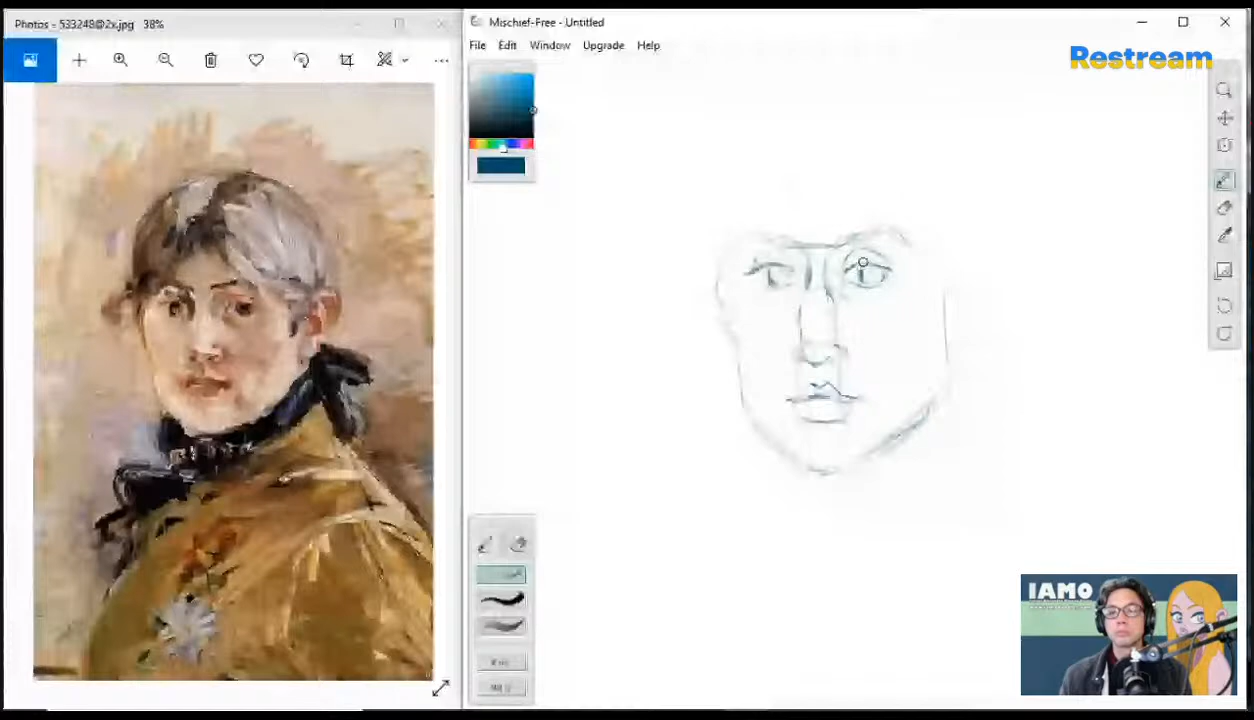 Photos - 533248@2x.jpg 38%
Mischief-Free - Untitled
File Edit Window Upgrade Help
Restream
IAMO